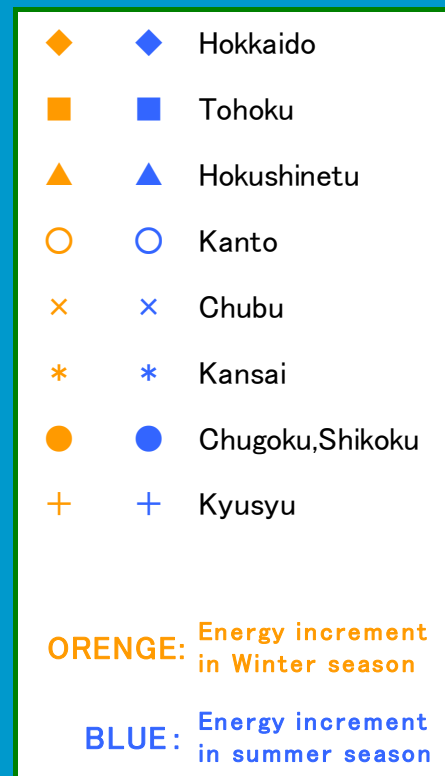 Hokkaido
Tohoku
Hokushinetu
Kanto
Chubu
Kansai
Chugoku,Shikoku
Kyusyu
ORENGE: Energy increment
in Winter season
BLUE: Energy increment
in summer season